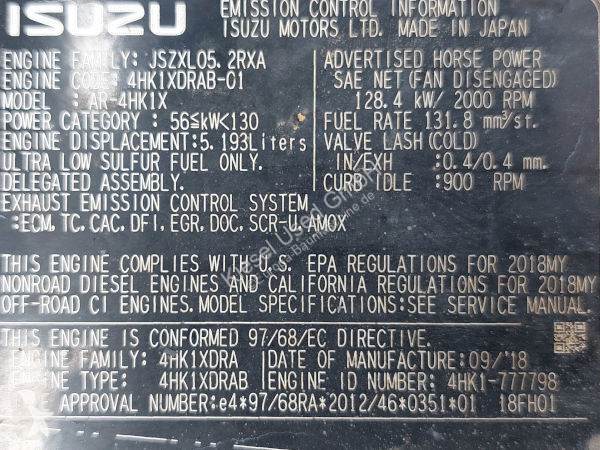 ISUZU
EMISSION CONTROL INFORMATION
ISUZU MOTORS LTD. MADE IN JAPAN
ENGINE FAMILY: JSZXL05.2RXA
ENGINE CODE: 4HK1XDRAB-01
MODEL : AR-4HK1X
POWER CATEGORY : 56≦kW<130
ENGINE DISPLACEMENT:5.193Liters
ULTRA LOW SULFUR FUEL ONLY.
DELEGATED ASSEMBLY.
EXHAUST EMISSION CONTROL SYSTEM
:ECM,TC,CAC,DFI,EGR,DOC,SCR-U,AMOX
ADVERTISED HORSE POWER
SAE NET(FAN DISENGAGED)
128.4 kW/ 2000 RPM
FUEL RATE 131.8 mm³/st.
VALVE LASH(COLD)
IN/EXH :0.4/0.4 mm.
CURB IDLE : 900 RPM
THIS ENGINE COMPLIES WITH U.S. EPA REGULATIONS FOR 2018MY
NONROAD DIESEL ENGINES AND CALIFORNIA REGULATIONS FOR 2018MY
OFF-ROAD CI ENGINES.MODEL SPECIFICATIONS:SEE SERVICE MANUAL.
THIS ENGINE IS CONFORMED 97/68/EC DIRECTIVE.
ENGINE FAMILY: 4HK1XDRA
DATE OF MANUFACTURE:09/'18
ENGINE TYPE: 4HK1XDRAB
ENGINE ID NUMBER: 4HK1-777798
APPROVAL NUMBER:e4*97/68RA*2012/46*0351*01 18FH01
Kiesel Used GmbH